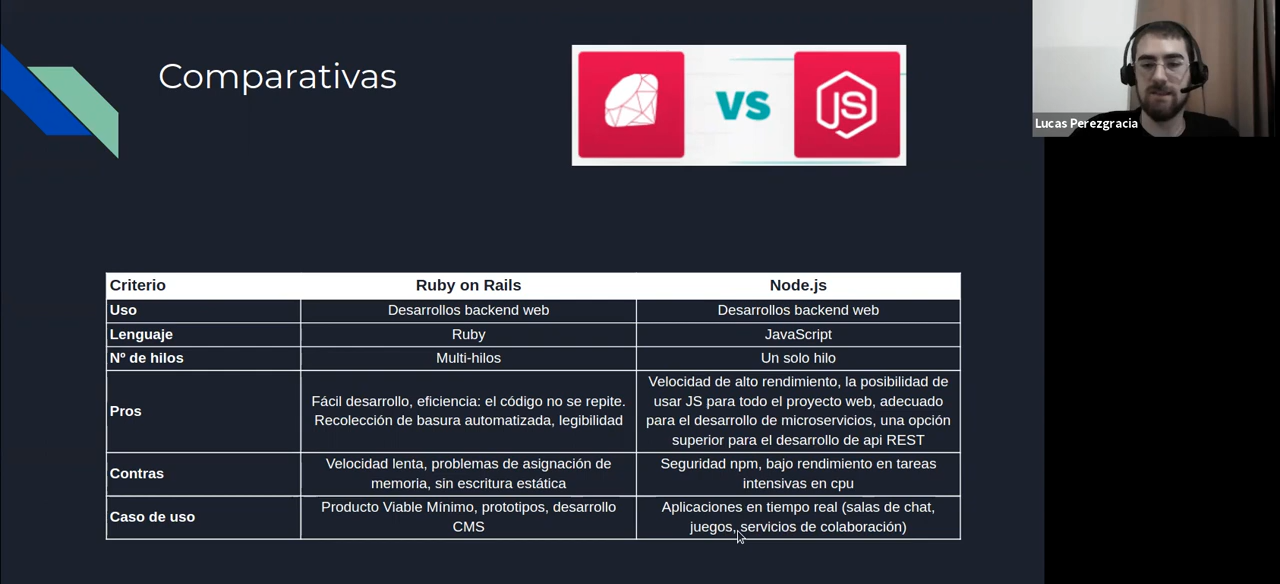 Comparativas
VS
JS
Lucas Perezgracia
Criterio Ruby on Rails Node.js
Uso Desarrollos backend web Desarrollos backend web
Lenguaje Ruby JavaScript
Nº de hilos Multi-hilos Un solo hilo
Pros
Fácil desarrollo, eficiencia: el código no se repite.
Recolección de basura automatizada, legibilidad
Velocidad de alto rendimiento, la posibilidad de
usar JS para todo el proyecto web, adecuado
para el desarrollo de microservicios, una opción
superior para el desarrollo de api REST
Contras
Velocidad lenta, problemas de asignación de
memoria, sin escritura estática
Seguridad npm, bajo rendimiento en tareas
intensivas en cpu
Caso de uso
Producto Viable Mínimo, prototipos, desarrollo
CMS
Aplicaciones en tiempo real (salas de chat,
juegos, servicios de colaboración)